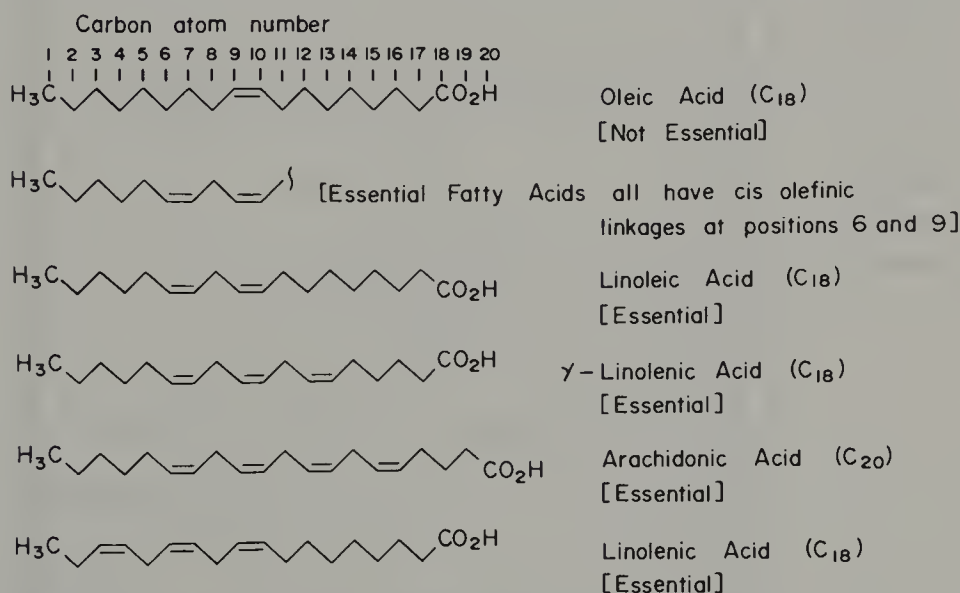 Carbon atom number
1 2 3 4 5 6 7 8 9 10 11 12 13 14 15 16 17 18 19 20
H₃C CO₂H Oleic Acid (C₁₈)
[Not Essential]
H₃C [Essential Fatty Acids all have cis olefinic
linkages at positions 6 and 9]
H₃C CO₂H Linoleic Acid (C₁₈)
[Essential]
H₃C CO₂H γ-Linolenic Acid (C₁₈)
[Essential]
H₃C CO₂H Arachidonic Acid (C₂₀)
[Essential]
H₃C CO₂H Linolenic Acid (C₁₈)
[Essential]